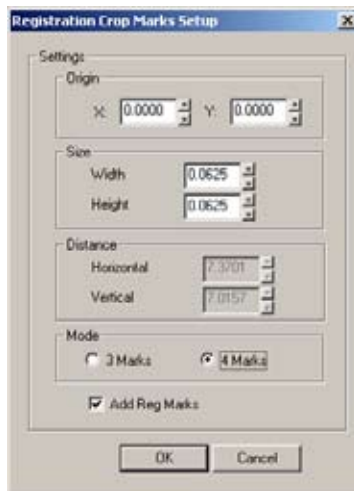 Registration Crop Marks Setup
Settings
Origin
X: 0.0000 Y: 0.0000
Size
Width 0.0625
Height 0.0625
Distance
Horizontal 7.3701
Vertical 7.0157
Mode
3 Marks 4 Marks
Add Reg Marks
OK Cancel